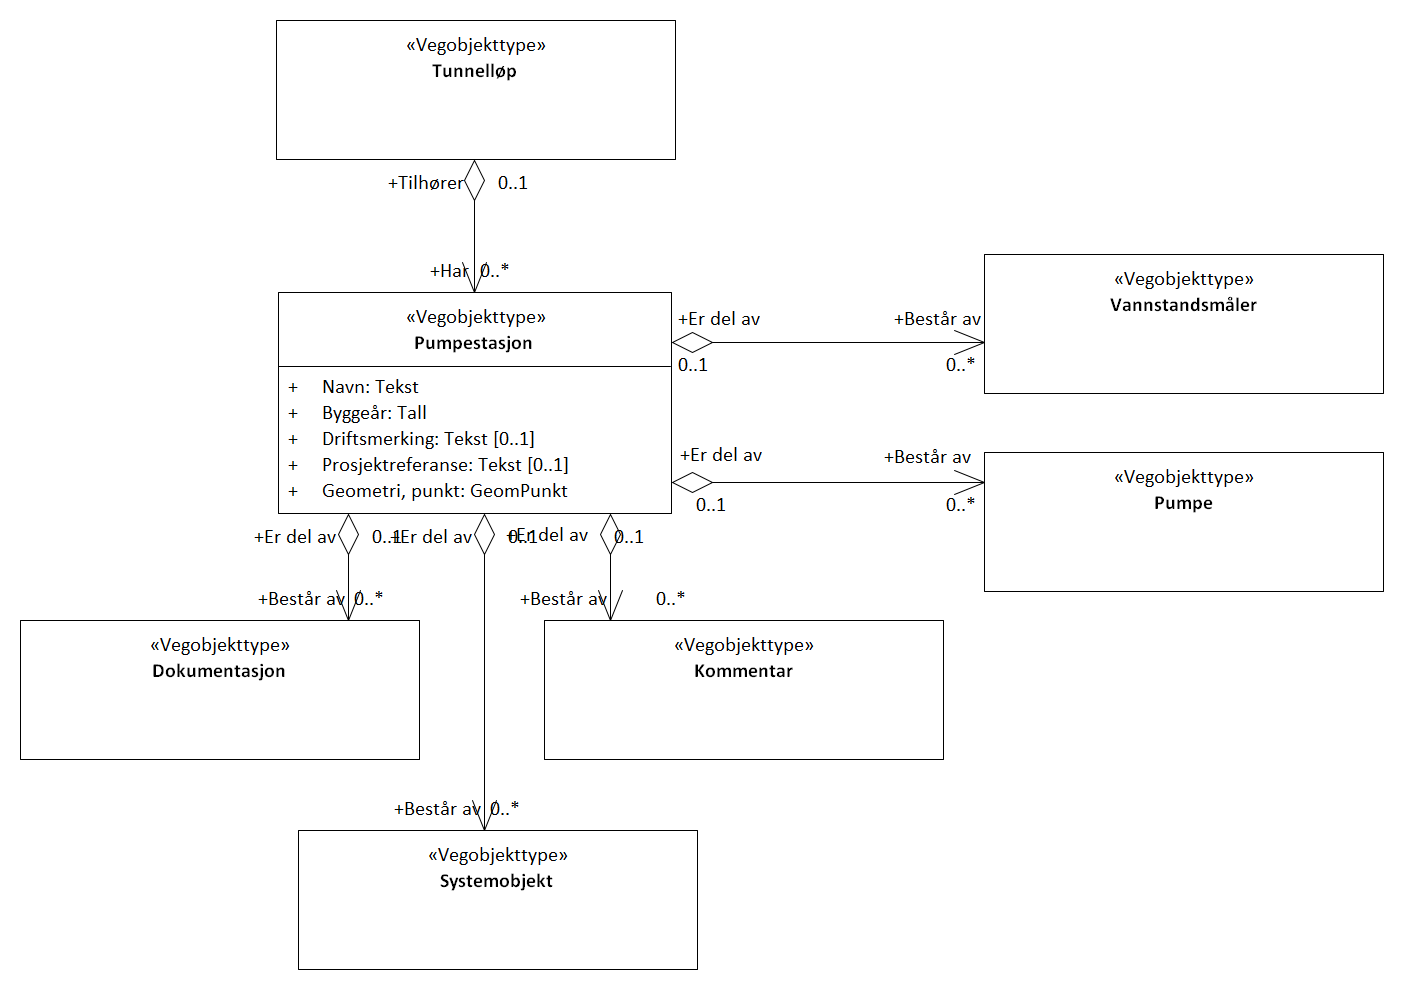 «Vegobjekttype»
Tunnelløp
+Tilhører 0..1
+Har 0..*
«Vegobjekttype»
Pumpestasjon
+ Navn: Tekst
+ Byggeår: Tall
+ Driftsmerking: Tekst [0..1]
+ Prosjektreferanse: Tekst [0..1]
+ Geometri, punkt: GeomPunkt
+Er del av
0..1
+Består av
0..*
«Vegobjekttype»
Vannstandsmåler
+Er del av
0..1
+Består av
0..*
«Vegobjekttype»
Pumpe
+Er del av 0..1
+Er del av 0..1
+Er del av 0..1
+Består av 0..*
+Består av 0..*
«Vegobjekttype»
Dokumentasjon
«Vegobjekttype»
Kommentar
+Består av 0..*
«Vegobjekttype»
Systemobjekt